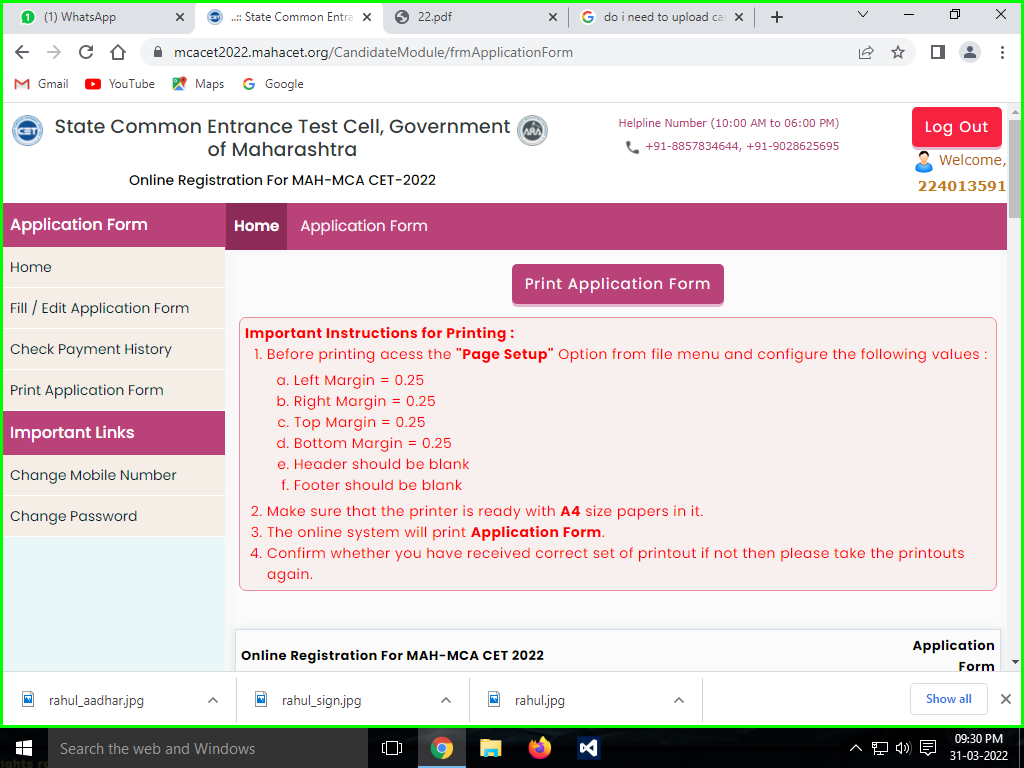 (1) WhatsApp
..:: State Common Entra
22.pdf
do i need to upload ca
mcacet2022.mahacet.org/CandidateModule/frmApplicationForm
Gmail
YouTube
Maps
Google
CET
State Common Entrance Test Cell, Government
of Maharashtra
ARA
Online Registration For MAH-MCA CET-2022
Helpline Number (10:00 AM to 06:00 PM)
+91-8857834644, +91-9028625695
Log Out
Welcome,
224013591
Application Form
Home
Fill / Edit Application Form
Check Payment History
Print Application Form
Important Links
Change Mobile Number
Change Password
Home
Application Form
Print Application Form
Important Instructions for Printing :
1. Before printing acess the "Page Setup" Option from file menu and configure the following values :
a. Left Margin = 0.25
b. Right Margin = 0.25
c. Top Margin = 0.25
d. Bottom Margin = 0.25
e. Header should be blank
f. Footer should be blank
2. Make sure that the printer is ready with A4 size papers in it.
3. The online system will print Application Form.
4. Confirm whether you have received correct set of printout if not then please take the printouts
again.
Online Registration For MAH-MCA CET 2022
Application
Form
rahul_aadhar.jpg
rahul_sign.jpg
rahul.jpg
Show all
Search the web and Windows
09:30 PM
31-03-2022